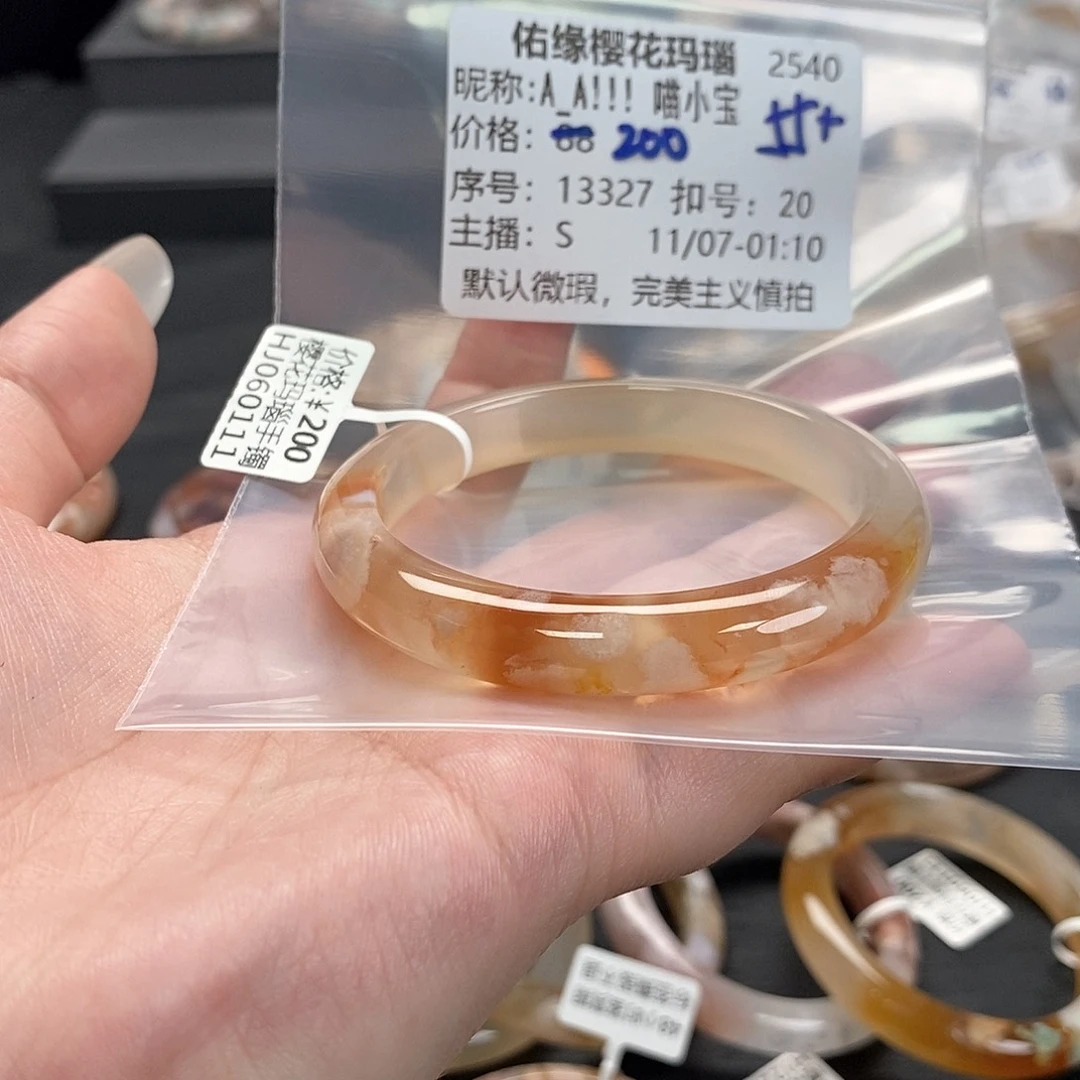 佑缘樱花玛瑙 2540
昵称:A_A!!! 喵小宝
价格: 68 200
序号: 13327 扣号: 20
主播: S 11/07-01:10
默认微瑕，完美主义慎拍
价格:¥200
樱花玛瑙手镯
HJ060111